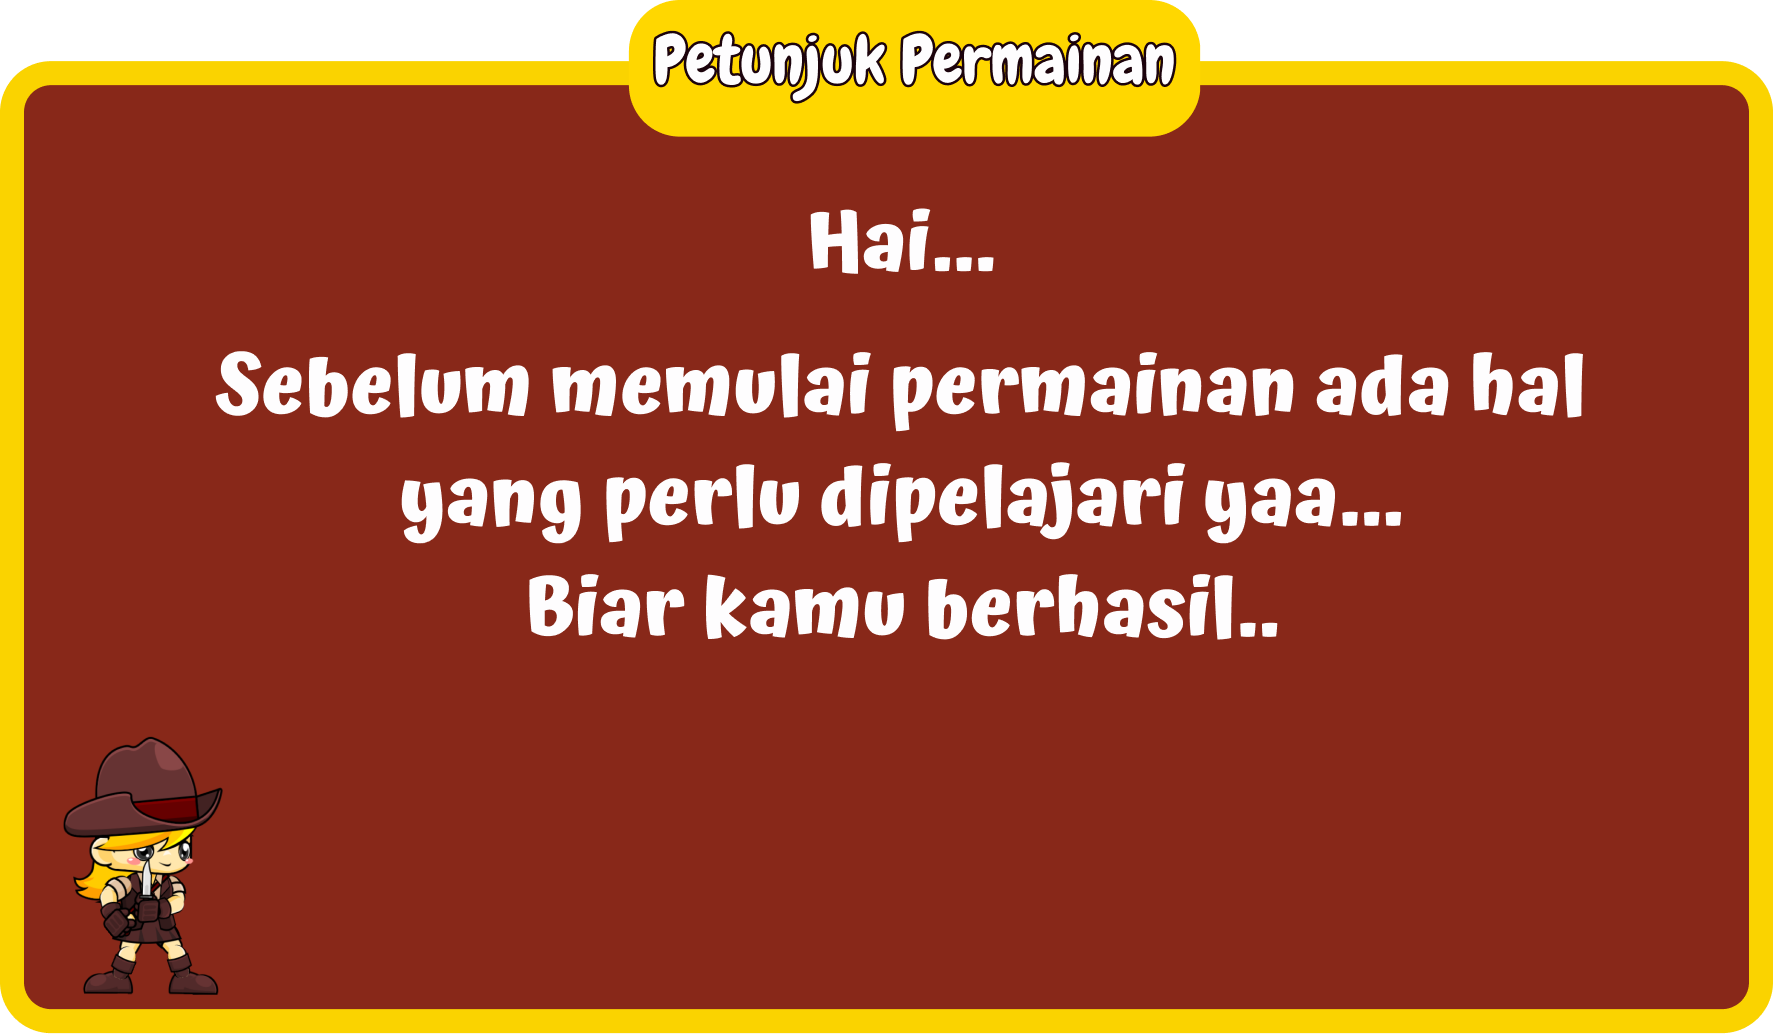 Petunjuk Permainan
Hai...
Sebelum memulai permainan ada hal
yang perlu dipelajari yaa...
Biar kamu berhasil..